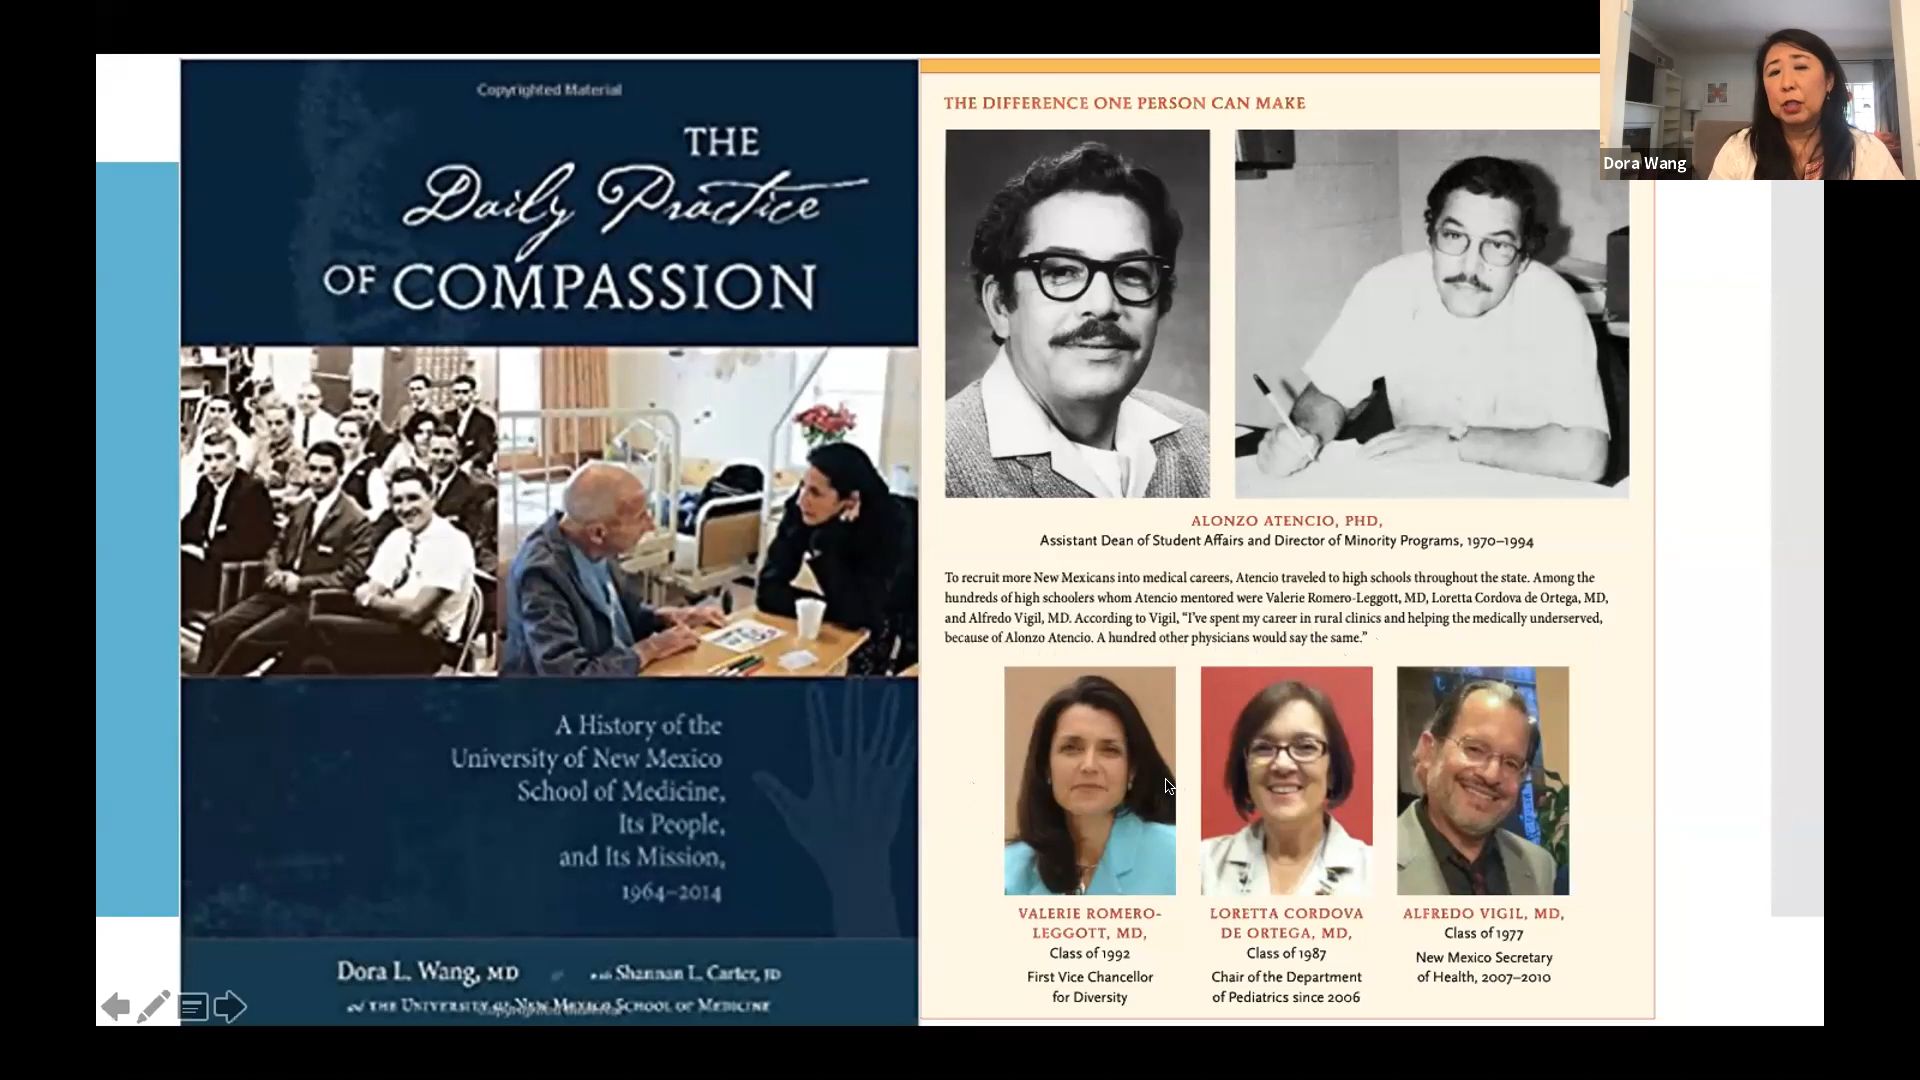 Copyrighted Material
THE
Daily Practice
OF COMPASSION
A History of the
University of New Mexico
School of Medicine,
Its People,
and Its Mission,
1964–2014
Dora L. Wang, MD
with Shannan L. Carter, JD
THE UNIVERSITY of NEW MEXICO SCHOOL OF MEDICINE
THE DIFFERENCE ONE PERSON CAN MAKE
ALONZO ATENCIO, PHD,
Assistant Dean of Student Affairs and Director of Minority Programs, 1970–1994
To recruit more New Mexicans into medical careers, Atencio traveled to high schools throughout the state. Among the
hundreds of high schoolers whom Atencio mentored were Valerie Romero-Leggott, MD, Loretta Cordova de Ortega, MD,
and Alfredo Vigil, MD. According to Vigil, “I’ve spent my career in rural clinics and helping the medically underserved,
because of Alonzo Atencio. A hundred other physicians would say the same.”
VALERIE ROMERO-
LEGGOTT, MD,
Class of 1992
First Vice Chancellor
for Diversity
LORETTA CORDOVA
DE ORTEGA, MD,
Class of 1987
Chair of the Department
of Pediatrics since 2006
ALFREDO VIGIL, MD,
Class of 1977
New Mexico Secretary
of Health, 2007–2010
Dora Wang